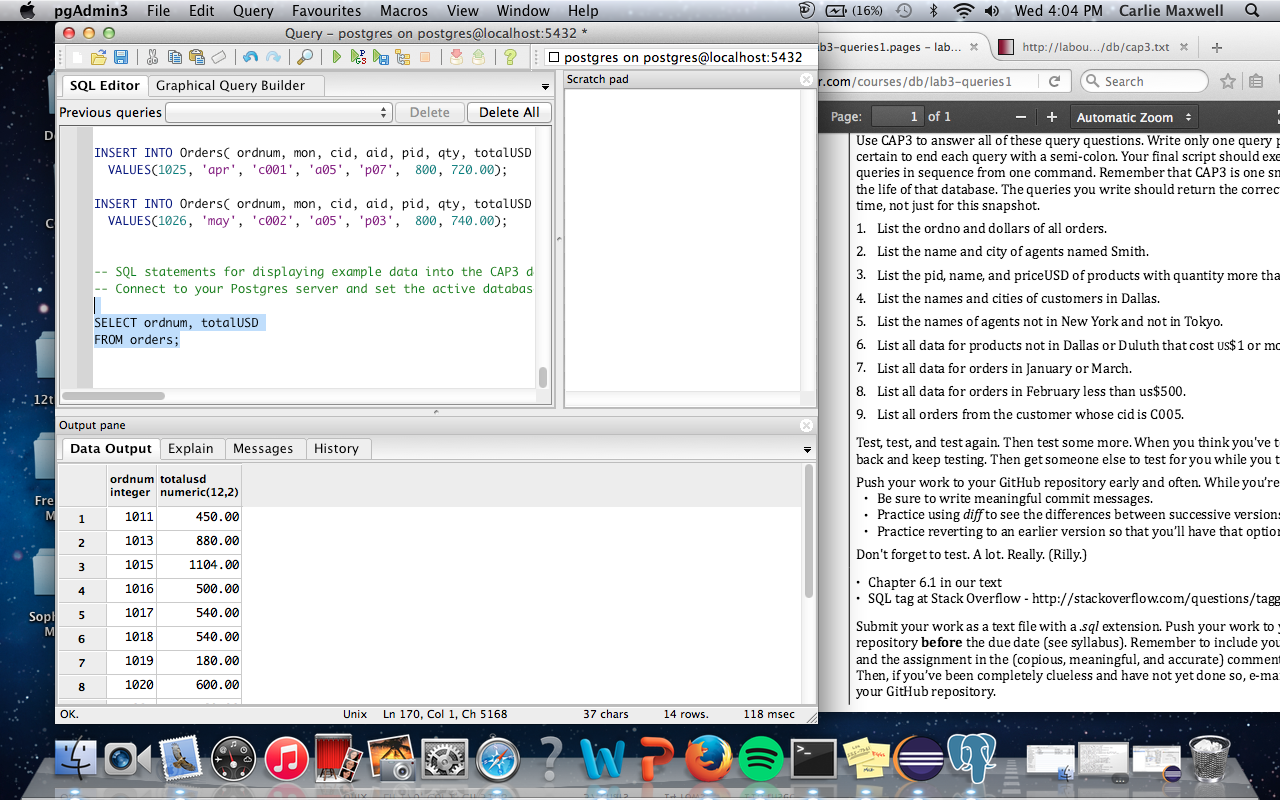 pgAdmin3 File Edit Query Favourites Macros View Window Help (16%) Wed 4:04 PM Carlie Maxwell
Query – postgres on postgres@localhost:5432 *
postgres on postgres@localhost:5432
SQL Editor Graphical Query Builder
Previous queries Delete Delete All
INSERT INTO Orders( ordnum, mon, cid, aid, pid, qty, totalUSD
VALUES(1025, 'apr', 'c001', 'a05', 'p07', 800, 720.00);
INSERT INTO Orders( ordnum, mon, cid, aid, pid, qty, totalUSD
VALUES(1026, 'may', 'c002', 'a05', 'p03', 800, 740.00);
-- SQL statements for displaying example data into the CAP3 d
-- Connect to your Postgres server and set the active databas
SELECT ordnum, totalUSD
FROM orders;
Scratch pad
Output pane
Data Output Explain Messages History
ordnum totalusd
integer numeric(12,2)
1 1011 450.00
2 1013 880.00
3 1015 1104.00
4 1016 500.00
5 1017 540.00
6 1018 540.00
7 1019 180.00
8 1020 600.00
OK. Unix Ln 170, Col 1, Ch 5168 37 chars 14 rows. 118 msec
b3-queries1.pages – lab... http://labou.../db/cap3.txt
r.com/courses/db/lab3-queries1 Search
Page: 1 of 1 Automatic Zoom
Use CAP3 to answer all of these query questions. Write only one query p
certain to end each query with a semi-colon. Your final script should exe
queries in sequence from one command. Remember that CAP3 is one sn
the life of that database. The queries you write should return the correc
time, not just for this snapshot.
1. List the ordno and dollars of all orders.
2. List the name and city of agents named Smith.
3. List the pid, name, and priceUSD of products with quantity more tha
4. List the names and cities of customers in Dallas.
5. List the names of agents not in New York and not in Tokyo.
6. List all data for products not in Dallas or Duluth that cost US$1 or mo
7. List all data for orders in January or March.
8. List all data for orders in February less than us$500.
9. List all orders from the customer whose cid is C005.
Test, test, and test again. Then test some more. When you think you've t
back and keep testing. Then get someone else to test for you while you t
Push your work to your GitHub repository early and often. While you're
• Be sure to write meaningful commit messages.
• Practice using diff to see the differences between successive versions
• Practice reverting to an earlier version so that you'll have that option
Don't forget to test. A lot. Really. (Rilly.)
• Chapter 6.1 in our text
• SQL tag at Stack Overflow - http://stackoverflow.com/questions/tagg
Submit your work as a text file with a .sql extension. Push your work to y
repository before the due date (see syllabus). Remember to include you
and the assignment in the (copious, meaningful, and accurate) comment
Then, if you've been completely clueless and have not yet done so, e-ma
your GitHub repository.
12t
Fre
M
Soph
M